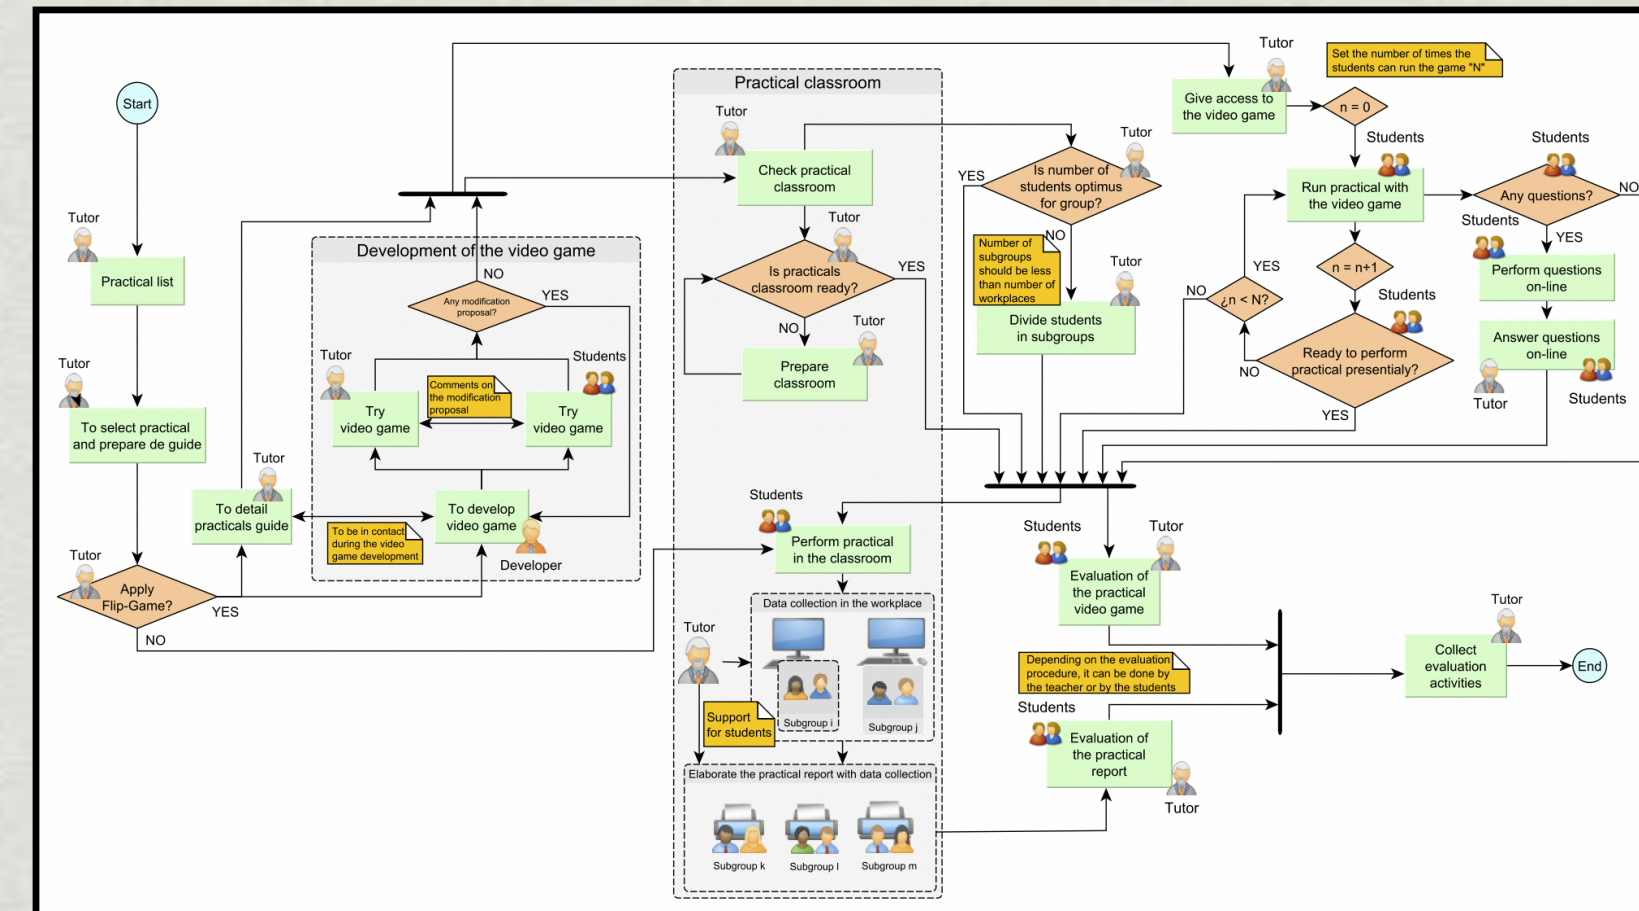 Start
Tutor
Practical list
Tutor
To select practical
and prepare de guide
Tutor
Apply
Flip-Game?
YES
NO
Tutor
To detail
practicals guide
Development of the video game
NO
Any modification
proposal?
YES
Tutor
Try
video game
Comments on
the modification
proposal
Students
Try
video game
To be in contact
during the video
game development
To develop
video game
Developer
Practical classroom
Tutor
Check practical
classroom
Tutor
Is practicals
classroom ready?
YES
NO
Tutor
Prepare
classroom
Students
Perform practical
in the classroom
Data collection in the workplace
Subgroup i
Subgroup j
Tutor
Support
for students
Elaborate the practical report with data collection
Subgroup k
Subgroup l
Subgroup m
Tutor
Is number of
students optimus
for group?
YES
NO
Number of
subgroups
should be less
than number of
workplaces
Tutor
Divide students
in subgroups
Tutor
Give access to
the video game
Set the number of times the
students can run the game "N"
n = 0
Students
Run practical with
the video game
n = n+1
Students
Ready to perform
practical presentialy?
NO
YES
¿n < N?
YES
NO
Students
Any questions?
NO
YES
Students
Perform questions
on-line
Answer questions
on-line
Tutor
Students
Students
Tutor
Evaluation of
the practical
video game
Depending on the evaluation
procedure, it can be done by
the teacher or by the students
Students
Evaluation of
the practical
report
Tutor
Tutor
Collect
evaluation
activities
End